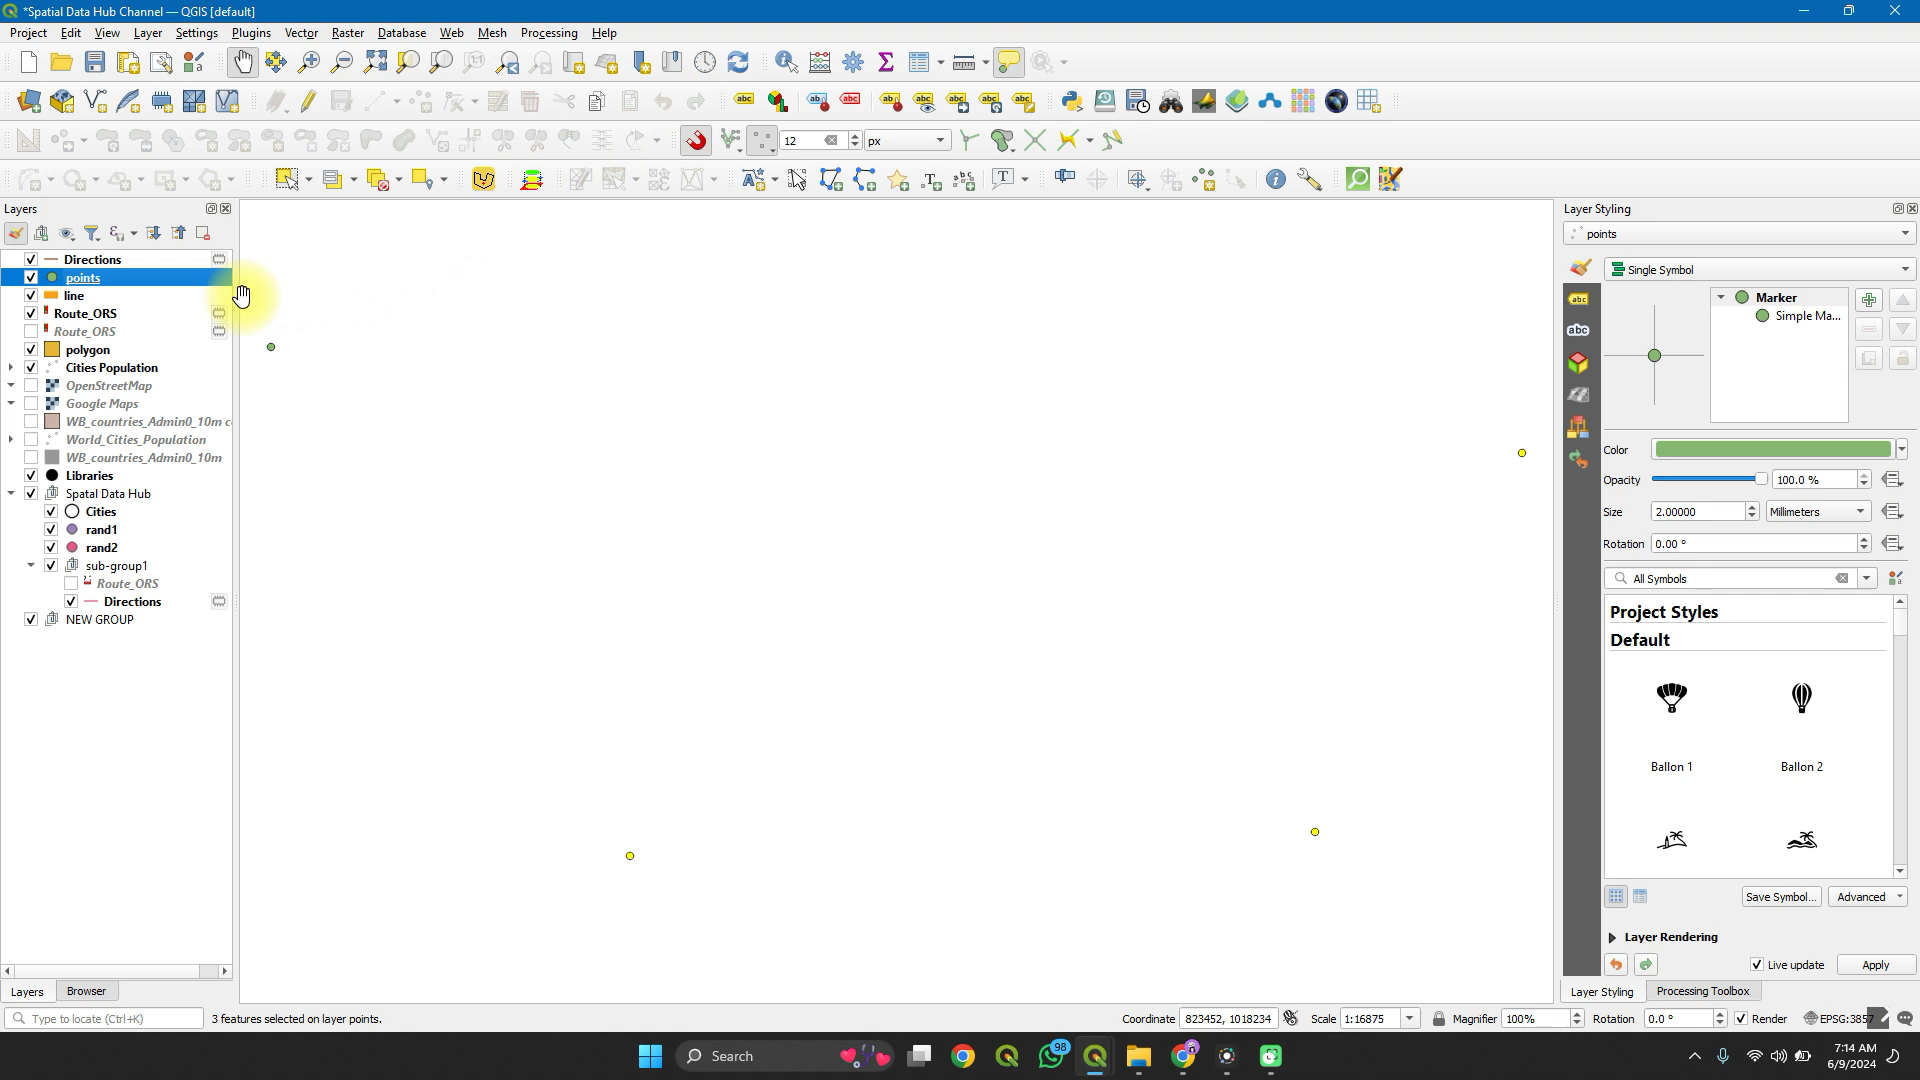 *Spatial Data Hub Channel — QGIS [default]
Project Edit View Layer Settings Plugins Vector Raster Database Web Mesh Processing Help
12 px
Layers
Directions
points
line
Route_ORS
Route_ORS
polygon
Cities Population
OpenStreetMap
Google Maps
WB_countries_Admin0_10m c
World_Cities_Population
WB_countries_Admin0_10m
Libraries
Spatal Data Hub
Cities
rand1
rand2
sub-group1
Route_ORS
Directions
NEW GROUP
Layers Browser
Layer Styling
points
Single Symbol
Marker
Simple Ma...
Color
Opacity 100.0 %
Size 2.00000 Millimeters
Rotation 0.00 °
All Symbols
Project Styles
Default
Ballon 1 Ballon 2
Save Symbol... Advanced
Layer Rendering
Live update Apply
Layer Styling Processing Toolbox
Type to locate (Ctrl+K) 3 features selected on layer points. Coordinate 823452, 1018234 Scale 1:16875 Magnifier 100% Rotation 0.0 ° Render EPSG:3857
Search 98 7:14 AM
6/9/2024